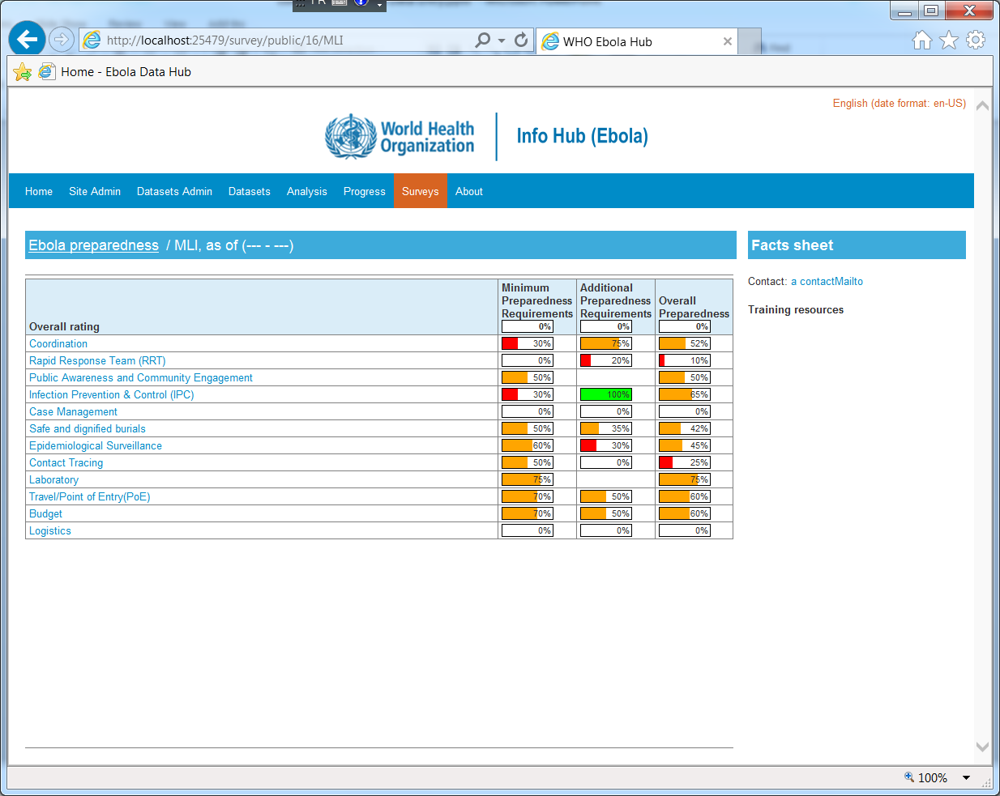 FR
http://localhost:25479/survey/public/16/MLI
WHO Ebola Hub
Home - Ebola Data Hub
English (date format: en-US)
World Health
Organization
Info Hub (Ebola)
Home Site Admin Datasets Admin Datasets Analysis Progress Surveys About
Ebola preparedness / MLI, as of (--- - ---)
Facts sheet
Contact: a contactMailto
Training resources
Overall rating
Minimum Preparedness Requirements 0%
Additional Preparedness Requirements 0%
Overall Preparedness 0%
Coordination 30% 75% 52%
Rapid Response Team (RRT) 0% 20% 10%
Public Awareness and Community Engagement 50% 50%
Infection Prevention & Control (IPC) 30% 100% 65%
Case Management 0% 0% 0%
Safe and dignified burials 50% 35% 42%
Epidemiological Surveillance 60% 30% 45%
Contact Tracing 50% 0% 25%
Laboratory 75% 75%
Travel/Point of Entry(PoE) 70% 50% 60%
Budget 70% 50% 60%
Logistics 0% 0% 0%
100%